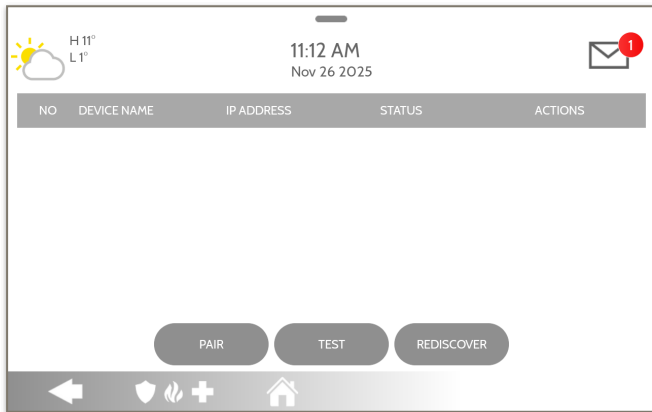 H 11°
L 1°
11:12 AM
Nov 26 2025
1
NO DEVICE NAME IP ADDRESS STATUS ACTIONS
PAIR TEST REDISCOVER